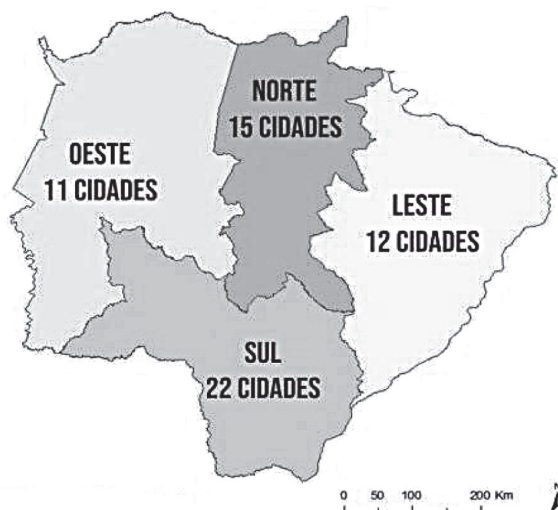 NORTE
15 CIDADES
OESTE
11 CIDADES
LESTE
12 CIDADES
SUL
22 CIDADES
0 50 100 200 Km
N